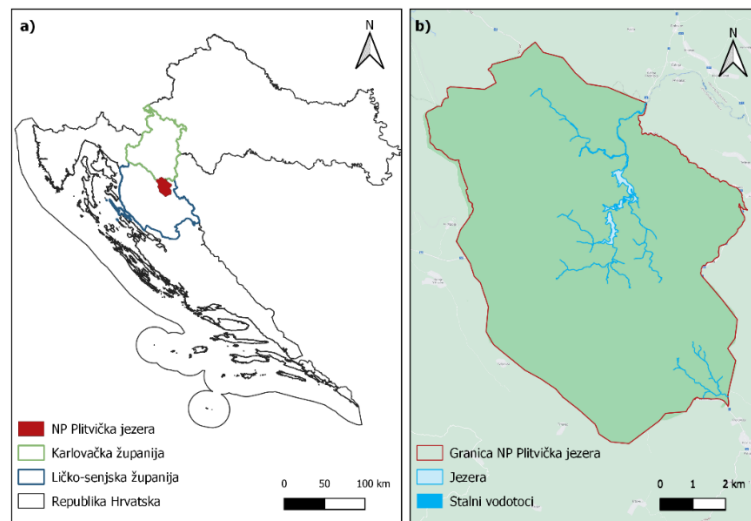 a)
N
NP Plitvička jezera
Karlovačka županija
Ličko-senjska županija
Republika Hrvatska
0 50 100 km
b)
N
Granica NP Plitvička jezera
Jezera
Stalni vodotoci
0 1 2 km